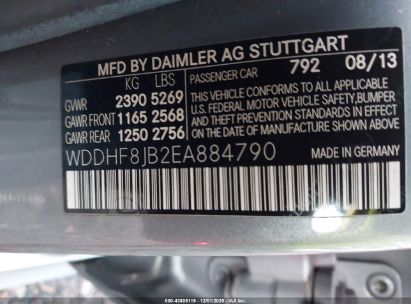 MFD BY DAIMLER AG STUTTGART
KG LBS PASSENGER CAR 792 08/13
GVWR 2390 5269
GAWR FRONT 1165 2568
GAWR REAR 1250 2756
THIS VEHICLE CONFORMS TO ALL APPLICABLE
U.S. FEDERAL MOTOR VEHICLE SAFETY, BUMPER
AND THEFT PREVENTION STANDARDS IN EFFECT
ON THE DATE OF MANUFACTURE SHOWN ABOVE.
WDDHF8JB2EA884790
MADE IN GERMANY